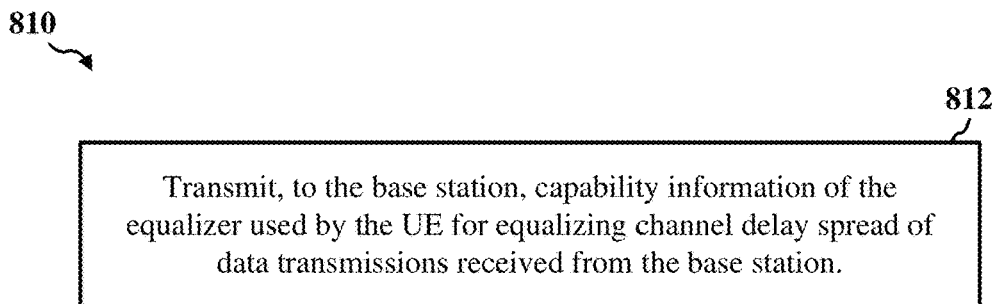 810
812
Transmit, to the base station, capability information of the
equalizer used by the UE for equalizing channel delay spread of
data transmissions received from the base station.